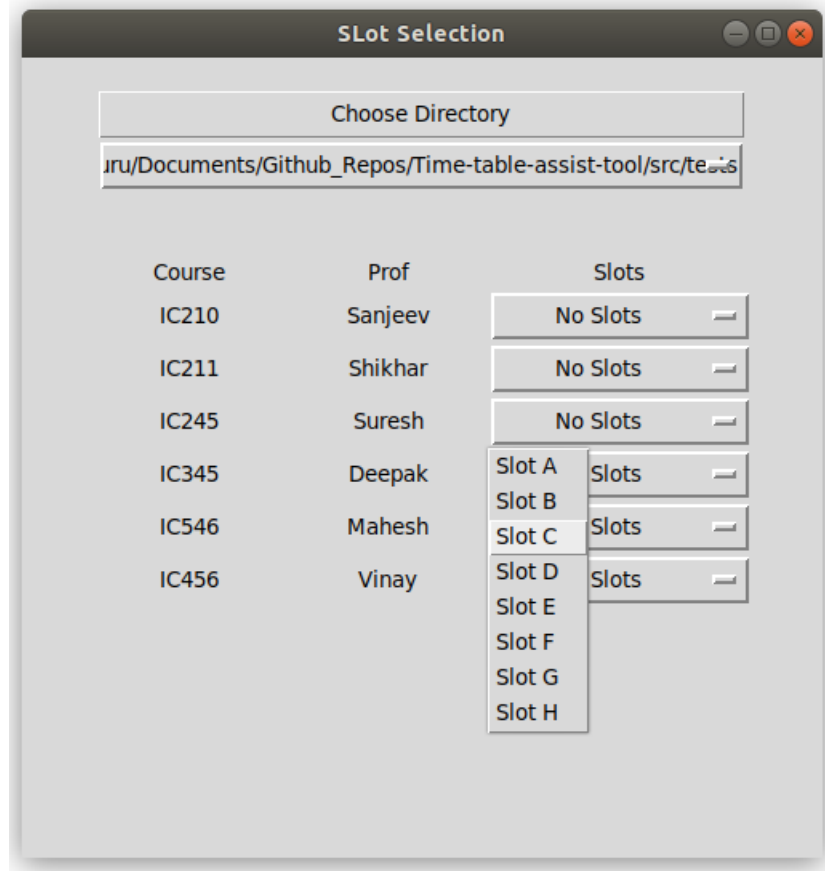 SLot Selection
Choose Directory
uru/Documents/Github_Repos/Time-table-assist-tool/src/tests
Course Prof Slots
IC210 Sanjeev No Slots
IC211 Shikhar No Slots
IC245 Suresh No Slots
IC345 Deepak Slots
IC546 Mahesh Slots
IC456 Vinay Slots
Slot A
Slot B
Slot C
Slot D
Slot E
Slot F
Slot G
Slot H